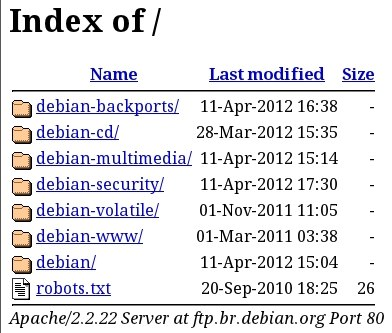 Index of /
Name Last modified Size
debian-backports/ 11-Apr-2012 16:38 -
debian-cd/ 28-Mar-2012 15:35 -
debian-multimedia/ 11-Apr-2012 15:14 -
debian-security/ 11-Apr-2012 17:30 -
debian-volatile/ 01-Nov-2011 11:05 -
debian-www/ 01-Mar-2011 03:38 -
debian/ 11-Apr-2012 15:04 -
robots.txt 20-Sep-2010 18:25 26
Apache/2.2.22 Server at ftp.br.debian.org Port 80